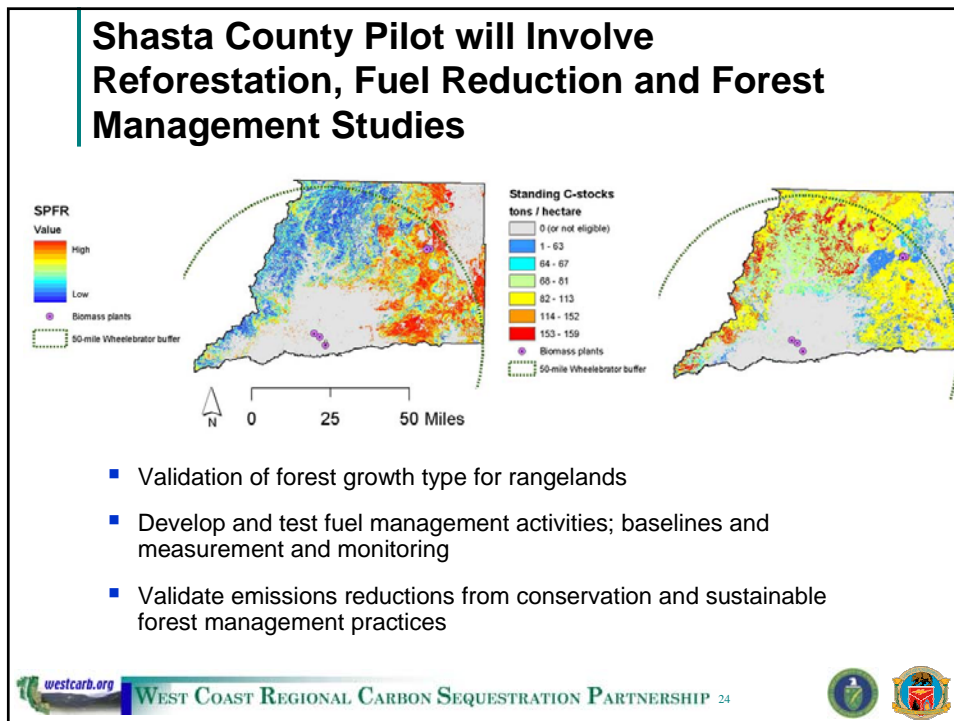 Shasta County Pilot will Involve
Reforestation, Fuel Reduction and Forest
Management Studies
SPFR
Value
High
Low
Biomass plants
50-mile Wheelebrator buffer
N
0 25 50 Miles
Standing C-stocks
tons / hectare
0 (or not eligible)
1 - 63
64 - 67
68 - 81
82 - 113
114 - 152
153 - 159
Biomass plants
50-mile Wheelebrator buffer
Validation of forest growth type for rangelands
Develop and test fuel management activities; baselines and
measurement and monitoring
Validate emissions reductions from conservation and sustainable
forest management practices
westcarb.org
West Coast Regional Carbon Sequestration Partnership 24